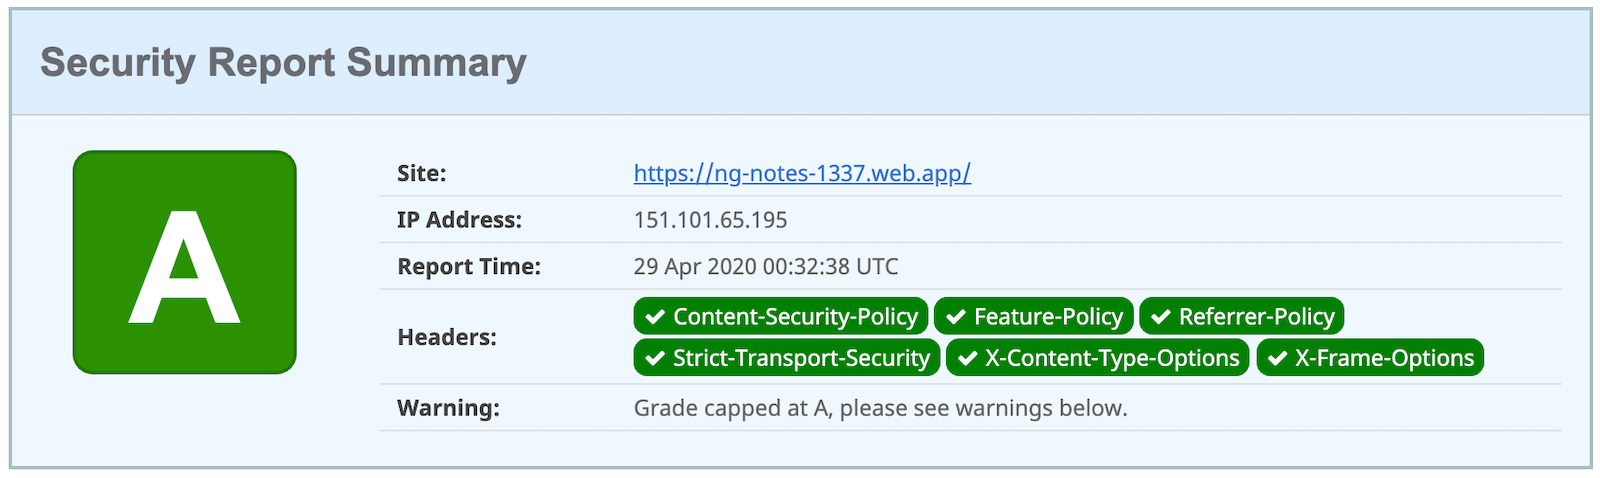 Security Report Summary
A
Site: https://ng-notes-1337.web.app/
IP Address: 151.101.65.195
Report Time: 29 Apr 2020 00:32:38 UTC
Headers: Content-Security-Policy Feature-Policy Referrer-Policy
Strict-Transport-Security X-Content-Type-Options X-Frame-Options
Warning: Grade capped at A, please see warnings below.